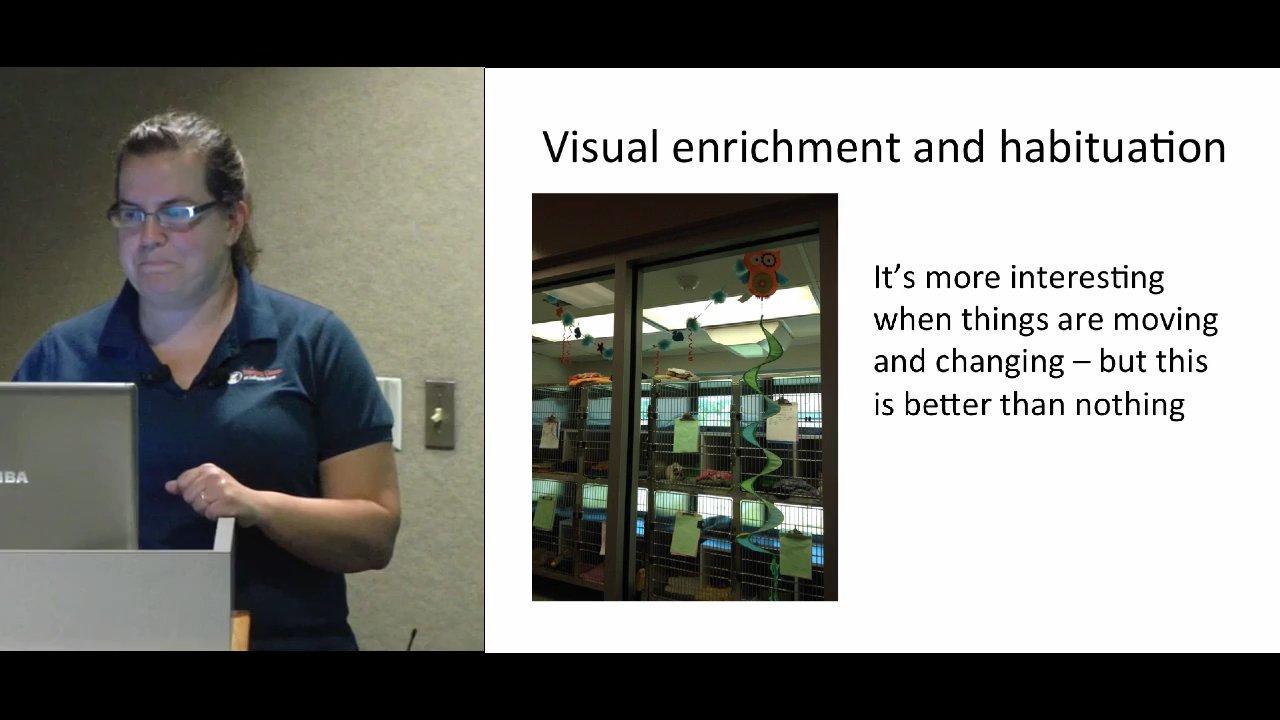 Visual enrichment and habituation
It's more interesting
when things are moving
and changing – but this
is better than nothing
IBA